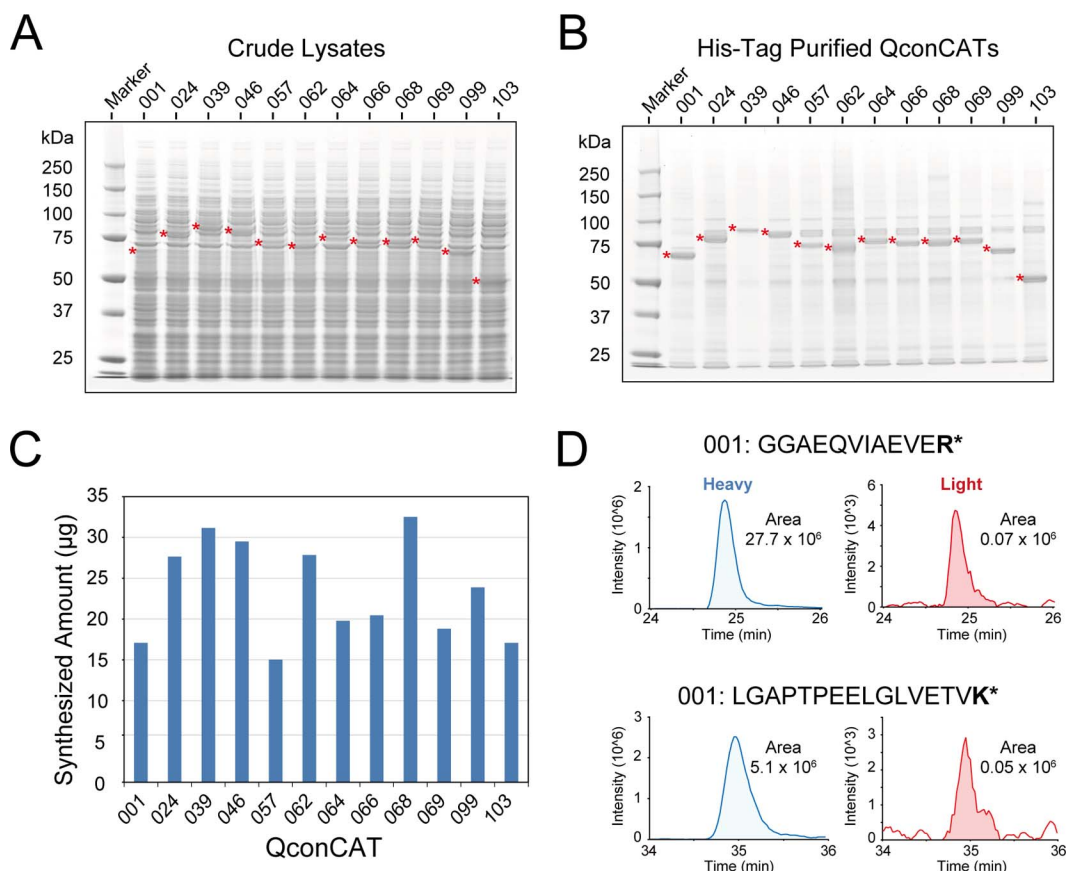 A
Crude Lysates
Marker 001 024 039 046 057 062 064 066 068 069 099 103
kDa
250
150
100
75
50
37
25
* * * * * * * * * * * *
B
His-Tag Purified QconCATs
Marker 001 024 039 046 057 062 064 066 068 069 099 103
kDa
250
150
100
75
50
37
25
* * * * * * * * * * * *
C
Synthesized Amount (µg)
35
30
25
20
15
10
5
0
001 024 039 046 057 062 064 066 068 069 099 103
QconCAT
D
001: GGAEQVIAEVER*
Heavy
Intensity (10^6)
2
1
0
Area
27.7 x 10⁶
24 25 26
Time (min)
Light
Intensity (10^3)
6
4
2
0
Area
0.07 x 10⁶
24 25 26
Time (min)
001: LGAPTPEELGLVETVK*
Intensity (10^6)
3
2
1
0
Area
5.1 x 10⁶
34 35 36
Time (min)
Intensity (10^3)
3
2
1
0
Area
0.05 x 10⁶
34 35 36
Time (min)